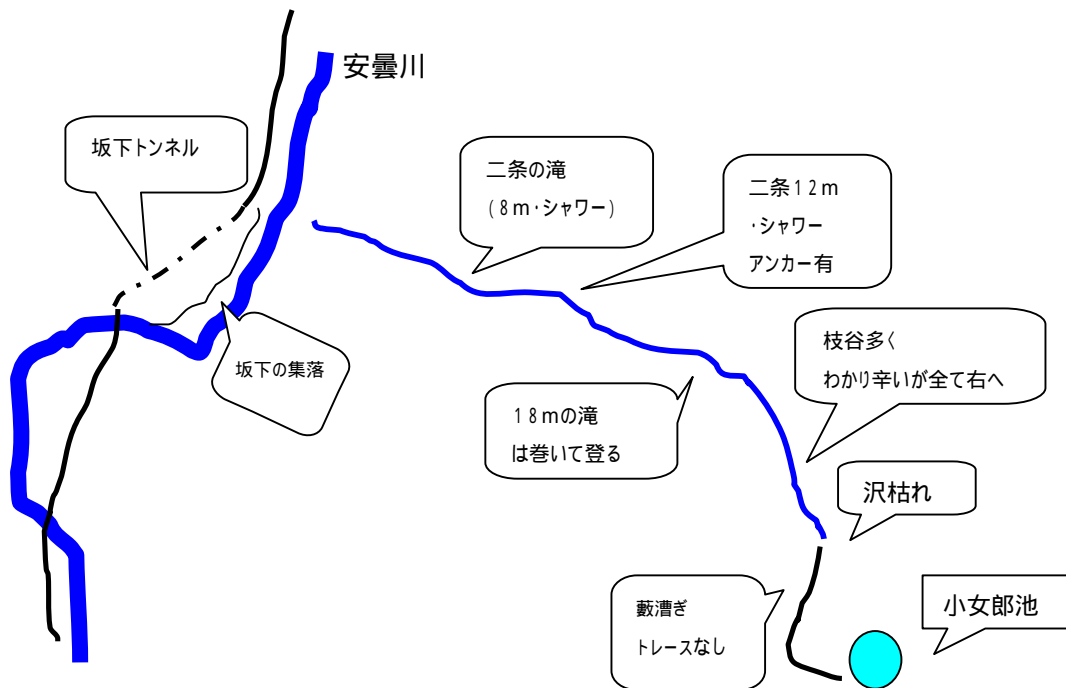 安曇川
坂下トンネル
二条の滝
(8m・シャワー)
二条12m
・シャワー
アンカー有
坂下の集落
枝谷多く
わかり辛いが全て右へ
18mの滝
は巻いて登る
沢枯れ
藪漕ぎ
トレースなし
小女郎池